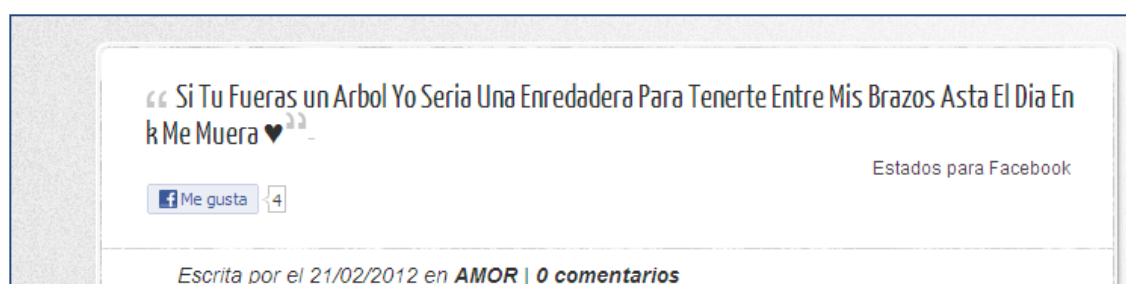 “ Si Tu Fueras un Arbol Yo Seria Una Enredadera Para Tenerte Entre Mis Brazos Asta El Dia En
k Me Muera ♥ ” -
Estados para Facebook
Me gusta 4
Escrita por el 21/02/2012 en AMOR | 0 comentarios